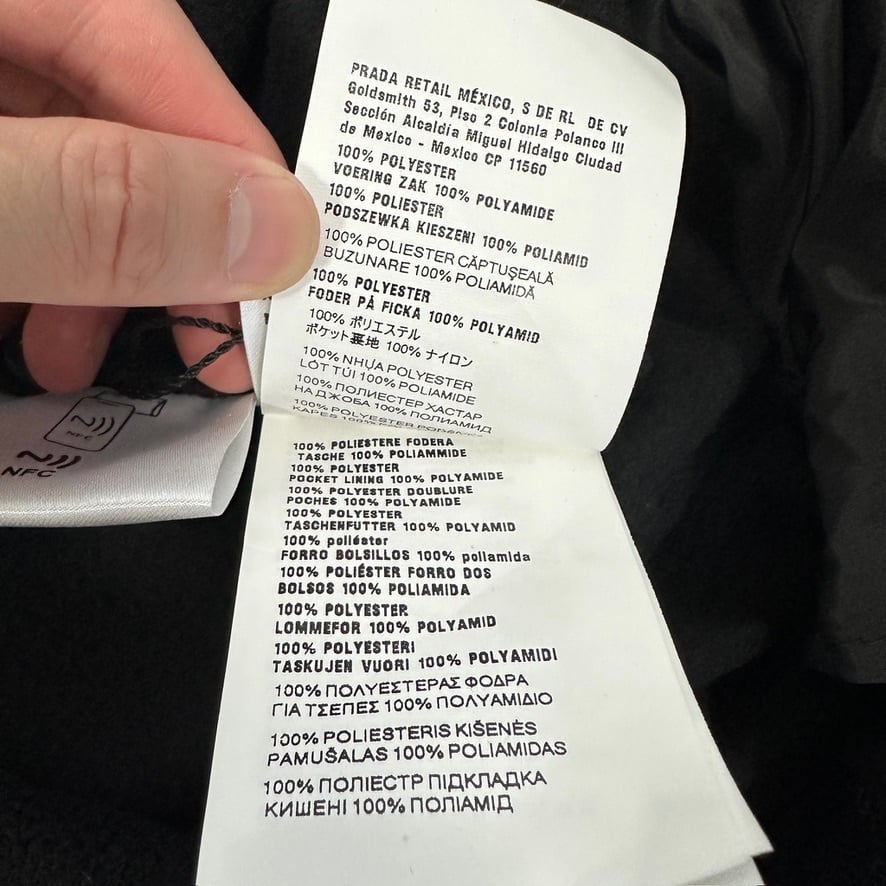 PRADA RETAIL MÉXICO, S DE RL DE CV
Goldsmith 53, Piso 2 Colonia Polanco III
Sección Alcaldía Miguel Hidalgo Ciudad
de Mexico - Mexico CP 11560
100% POLYESTER
VOERING ZAK 100% POLYAMIDE
100% POLIESTER
PODSZEWKA KIESZENI 100% POLIAMID
100% POLIESTER CĂPTUŞEALĂ
BUZUNARE 100% POLIAMIDĂ
100% POLYESTER
FODER PÅ FICKA 100% POLYAMID
100% ポリエステル
ポケット裏地 100% ナイロン
100% NHỰA POLYESTER
LÓT TÚI 100% POLIAMIDE
100% ПОЛИЕСТЕР ХАСТАР
НА ДЖОБА 100% ПОЛИАМИД
100% POLYESTER
KAPES 100%
100% POLIESTERE FODERA
TASCHE 100% POLIAMMIDE
100% POLYESTER
POCKET LINING 100% POLYAMIDE
100% POLYESTER DOUBLURE
POCHES 100% POLYAMIDE
100% POLYESTER
TASCHENFUTTER 100% POLYAMID
100% poliéster
FORRO BOLSILLOS 100% poliamida
100% POLIÉSTER FORRO DOS
BOLSOS 100% POLIAMIDA
100% POLYESTER
LOMMEFOR 100% POLYAMID
100% POLYESTERI
TASKUJEN VUORI 100% POLYAMIDI
100% ΠΟΛΥΕΣΤΕΡΑΣ ΦΟΔΡΑ
ΓΙΑ ΤΣΕΠΕΣ 100% ΠΟΛΥΑΜΙΔΙΟ
100% POLIESTERIS KIŠENĖS
PAMUŠALAS 100% POLIAMIDAS
100% ПОЛІЕСТР ПІДКЛАДКА
КИШЕНІ 100% ПОЛІАМІД
NFC
NFC